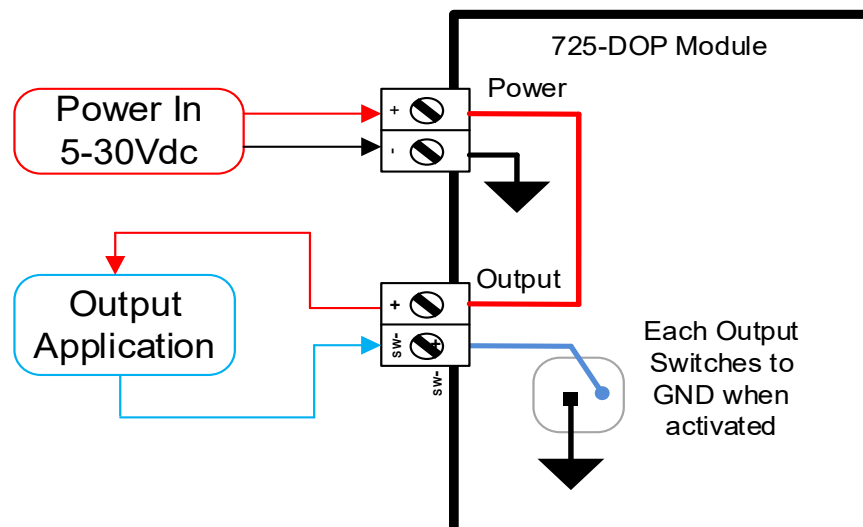 725-DOP Module
Power In
5-30Vdc
+
-
Power
Output
Application
+
sw-
+
sw-
Output
Each Output
Switches to
GND when
activated